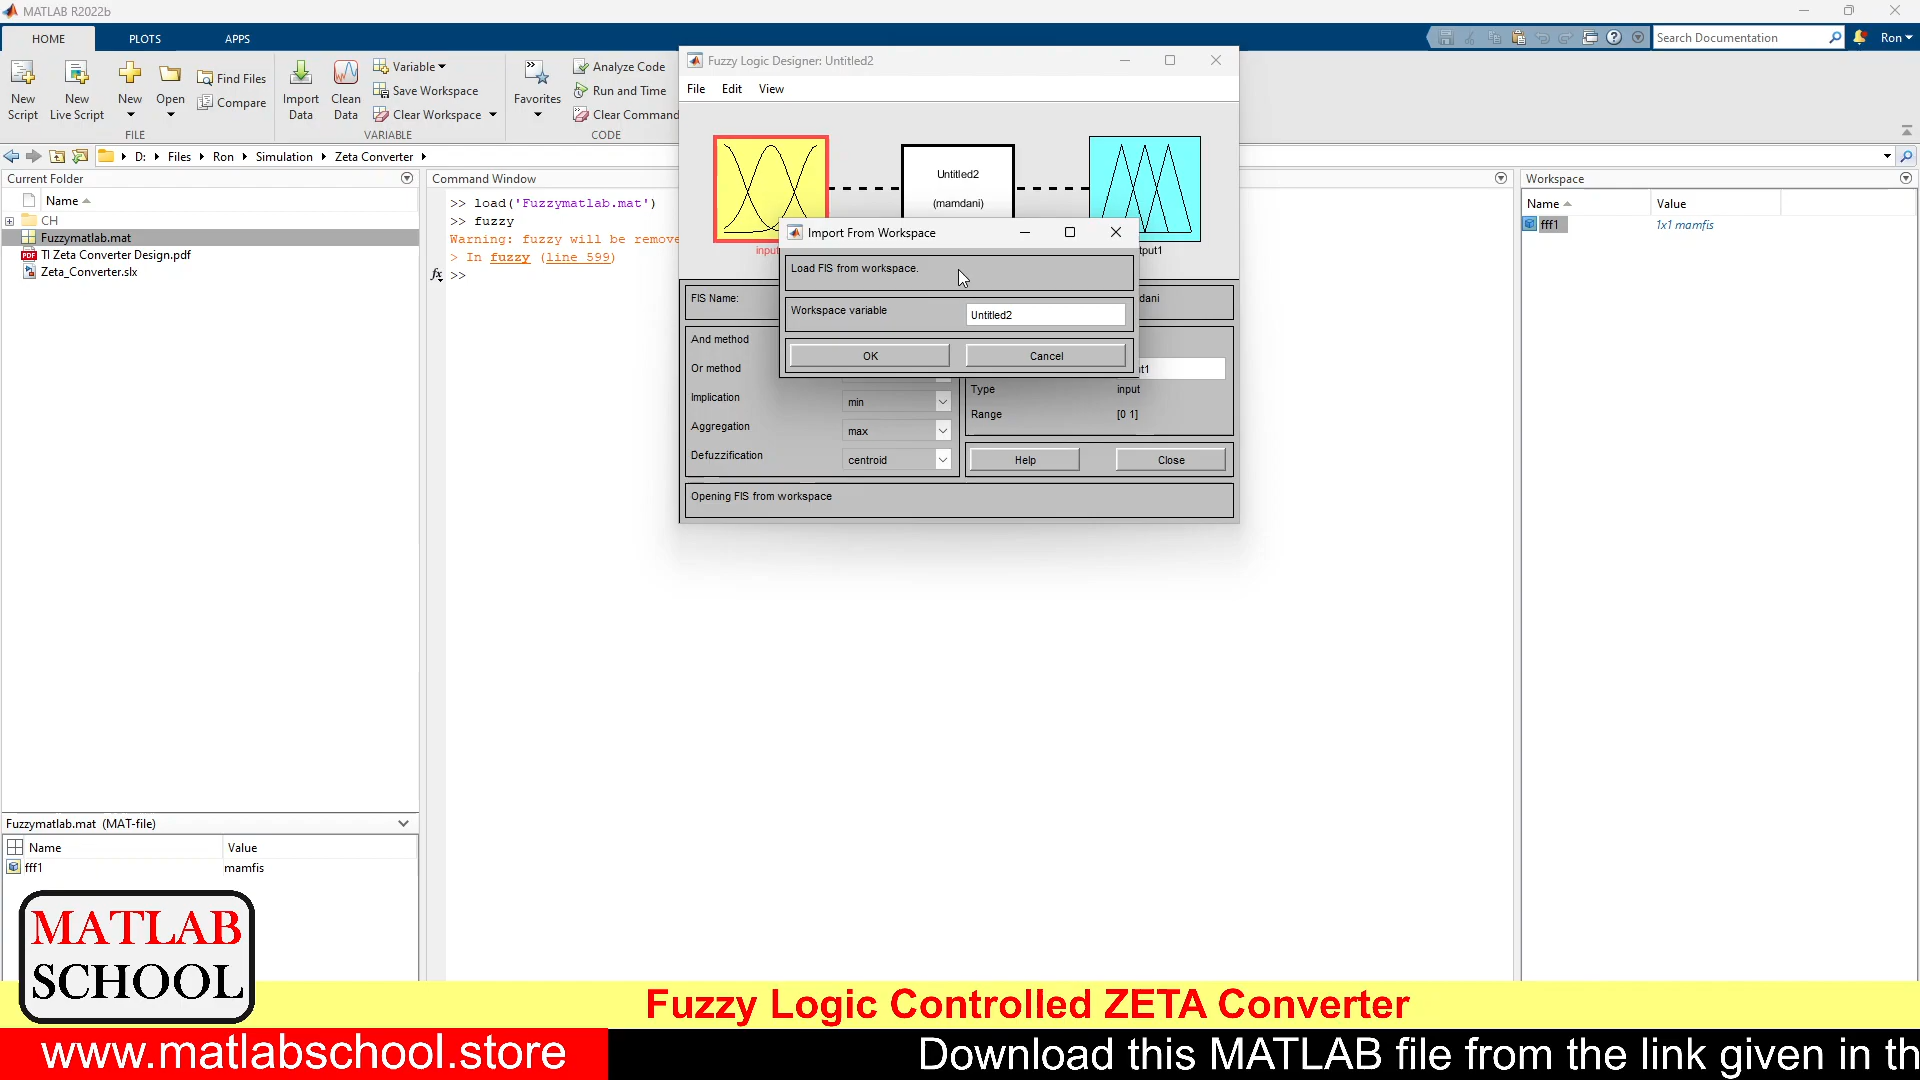 MATLAB R2022b
HOME
PLOTS
APPS
Search Documentation
Ron
New
Script
New
Live Script
New
Open
Find Files
Compare
FILE
Import
Data
Clean
Data
Variable
Save Workspace
Clear Workspace
VARIABLE
Favorites
Analyze Code
Run and Time
Clear Command
CODE
D:
Files
Ron
Simulation
Zeta Converter
Current Folder
Name
CH
Fuzzymatlab.mat
TI Zeta Converter Design.pdf
Zeta_Converter.slx
Fuzzymatlab.mat (MAT-file)
Name
Value
fff1
mamfis
Command Window
>> load('Fuzzymatlab.mat')
>> fuzzy
Warning: fuzzy will be remove
> In fuzzy (line 599)
fx >>
Fuzzy Logic Designer: Untitled2
File
Edit
View
Untitled2
(mamdani)
input
tput1
FIS Name:
dani
And method
Or method
Implication
min
Aggregation
max
Defuzzification
centroid
ut1
Type
input
Range
[0 1]
Help
Close
Opening FIS from workspace
Import From Workspace
Load FIS from workspace.
Workspace variable
Untitled2
OK
Cancel
Workspace
Name
Value
fff1
1x1 mamfis
MATLAB
SCHOOL
Fuzzy Logic Controlled ZETA Converter
www.matlabschool.store
Download this MATLAB file from the link given in th